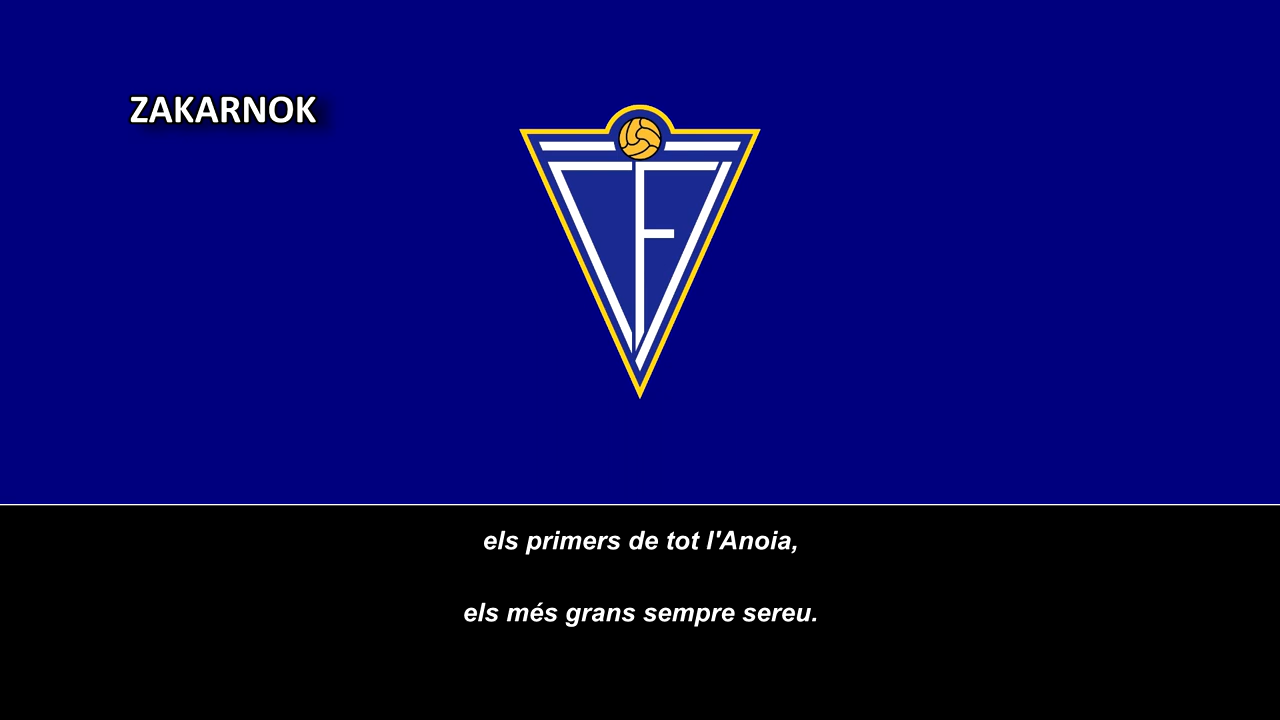 ZAKARNOK
els primers de tot l'Anoia,
els més grans sempre sereu.